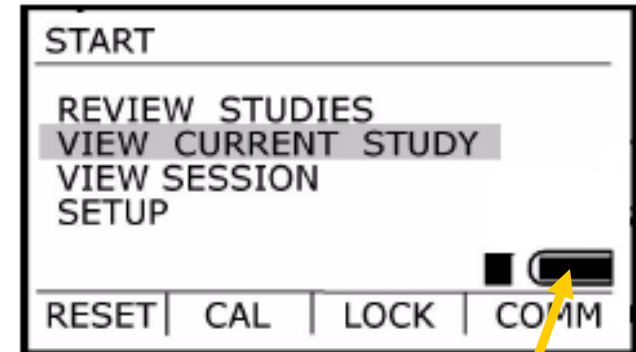 START
REVIEW STUDIES
VIEW CURRENT STUDY
VIEW SESSION
SETUP
RESET CAL LOCK COMM